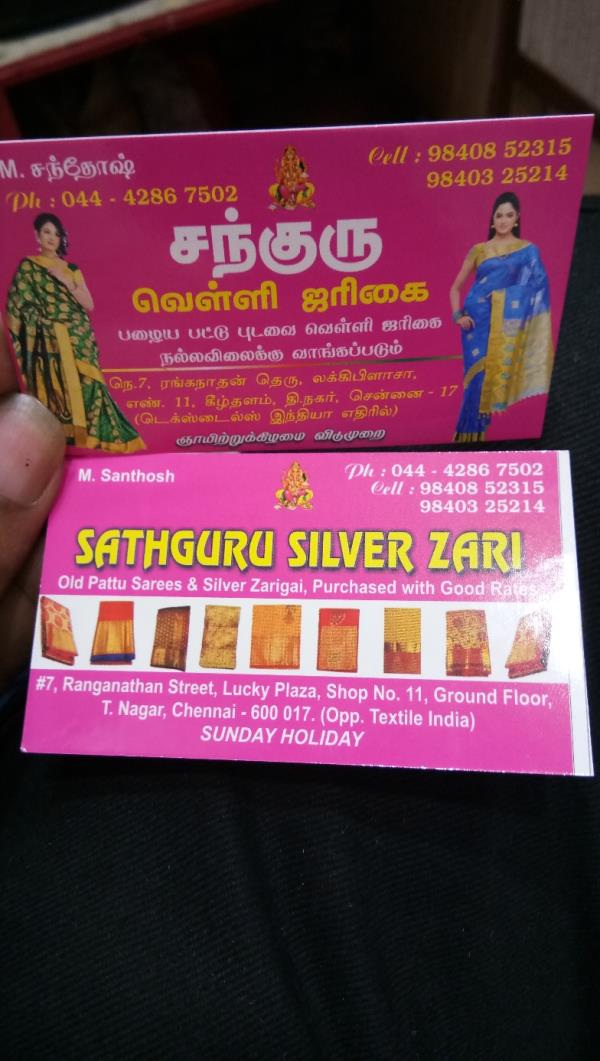 M. சந்தோஷ்
Cell : 98408 52315
Ph : 044 - 4286 7502
98403 25214
சந்குரு
வெள்ளி ஜரிகை
பழைய பட்டு புடவை வெள்ளி ஜரிகை
நல்லவிலைக்கு வாங்கப்படும்
நெ.7, ரங்கநாதன் தெரு, லக்கிபிளாசா,
எண். 11, கீழ்தளம், தி.நகர், சென்னை - 17
(டெக்ஸ்டைல்ஸ் இந்தியா எதிரில்)
ஞாயிற்றுக்கிழமை விடுமுறை
M. Santhosh
Ph : 044 - 4286 7502
Cell : 98408 52315
98403 25214
SATHGURU SILVER ZARI
Old Pattu Sarees & Silver Zarigai, Purchased with Good Rates
#7, Ranganathan Street, Lucky Plaza, Shop No. 11, Ground Floor,
T. Nagar, Chennai - 600 017. (Opp. Textile India)
SUNDAY HOLIDAY